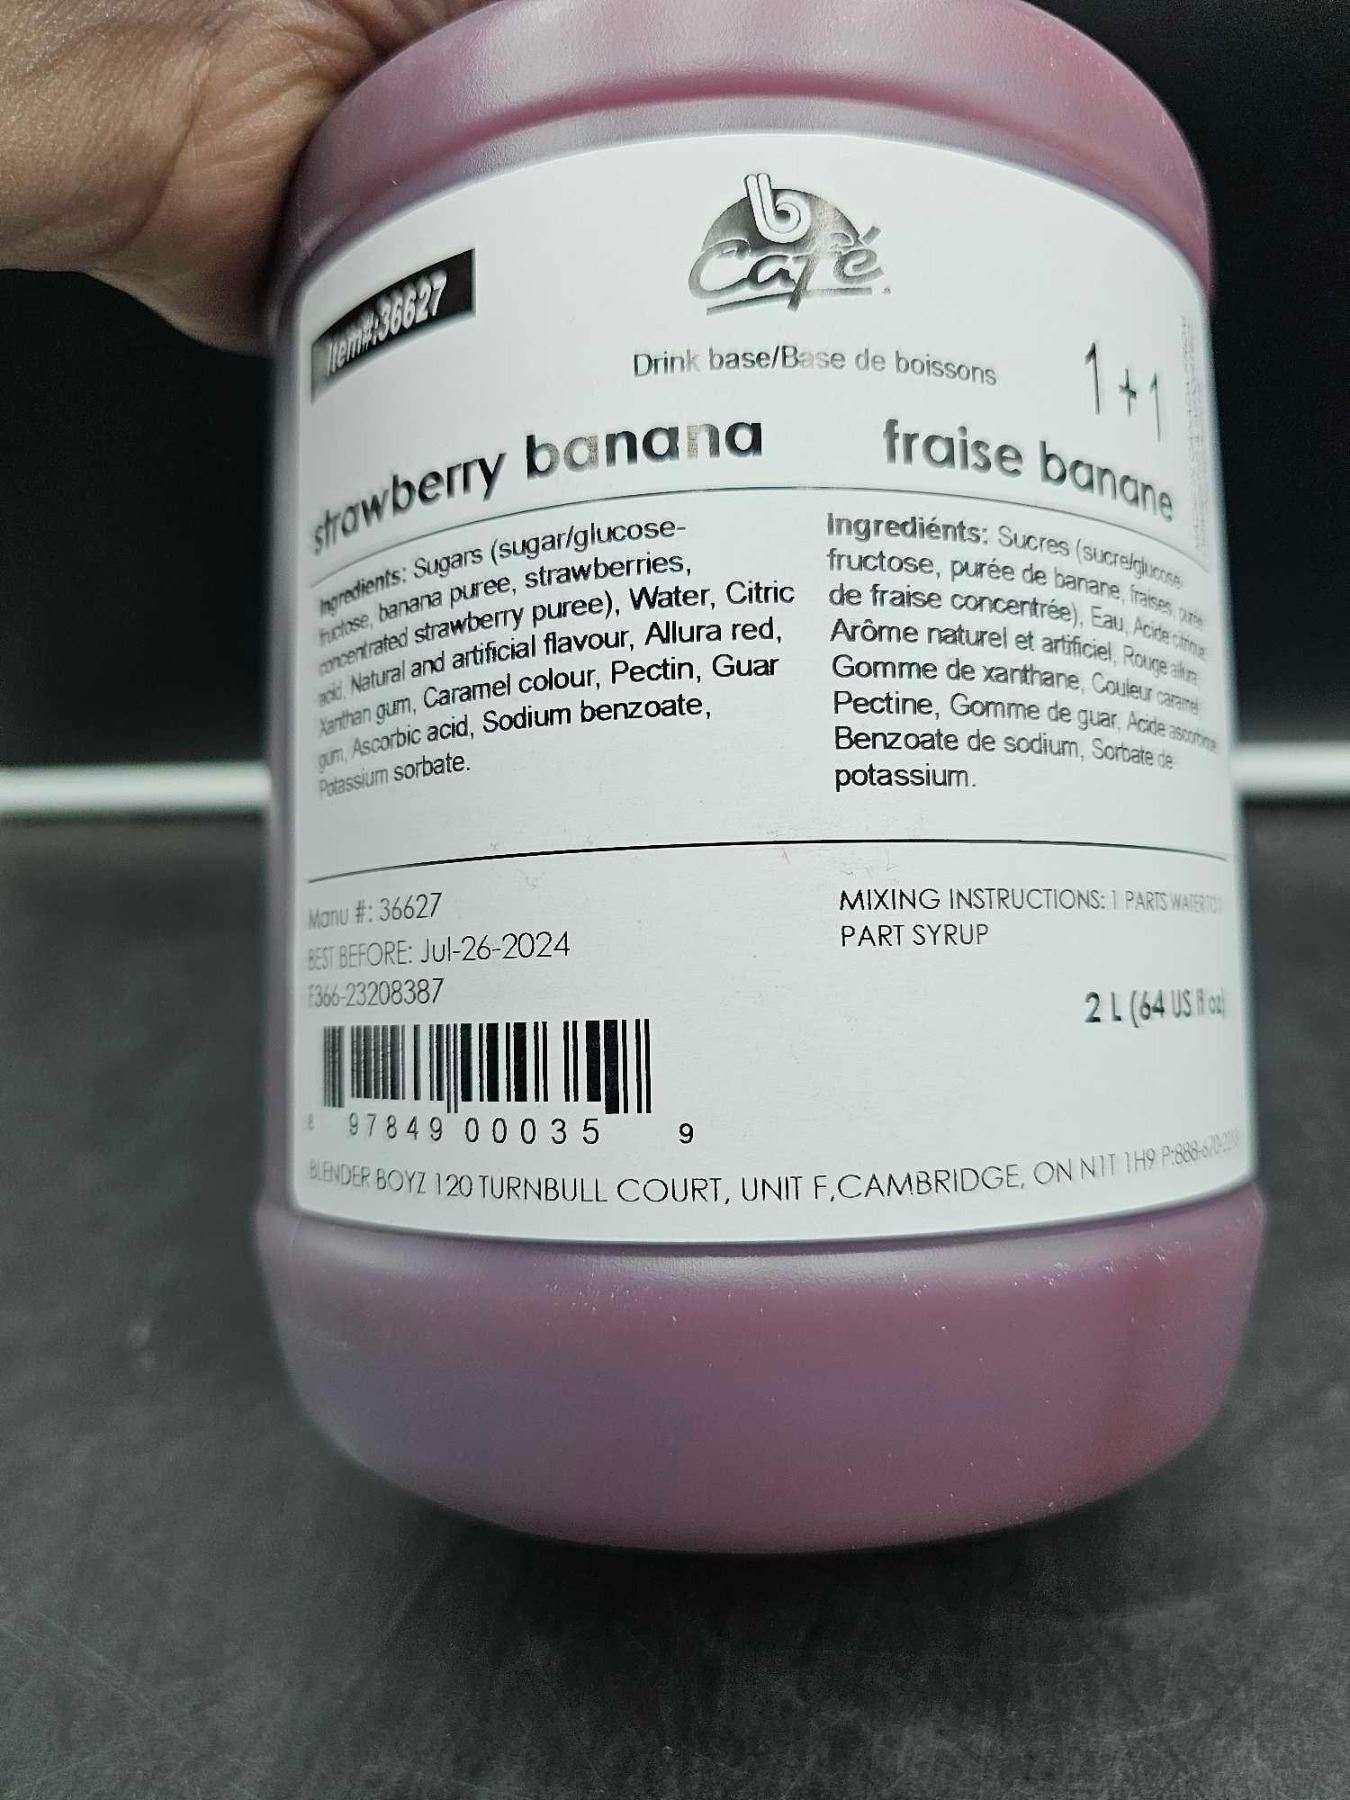 b
Café
Item#:36627
Drink base/Base de boissons
1+1
strawberry banana
fraise banane
Ingredients: Sugars (sugar/glucose-
fructose, banana puree, strawberries,
concentrated strawberry puree), Water, Citric
acid, Natural and artificial flavour, Allura red,
Xanthan gum, Caramel colour, Pectin, Guar
gum, Ascorbic acid, Sodium benzoate,
Potassium sorbate.
Ingrediénts: Sucres (sucre/glucose-
fructose, purée de banane, fraises, purée
de fraise concentrée), Eau, Acide citrique,
Arôme naturel et artificiel, Rouge allura,
Gomme de xanthane, Couleur caramel,
Pectine, Gomme de guar, Acide ascorbique
Benzoate de sodium, Sorbate de
potassium.
Manu #: 36627
BEST BEFORE: Jul-26-2024
F366-23208387
MIXING INSTRUCTIONS: 1 PARTS WATER TO 1
PART SYRUP
2 L (64 US fl oz)
8 97849 00035 9
BLENDER BOYZ 120 TURNBULL COURT, UNIT F,CAMBRIDGE, ON N1T 1H9